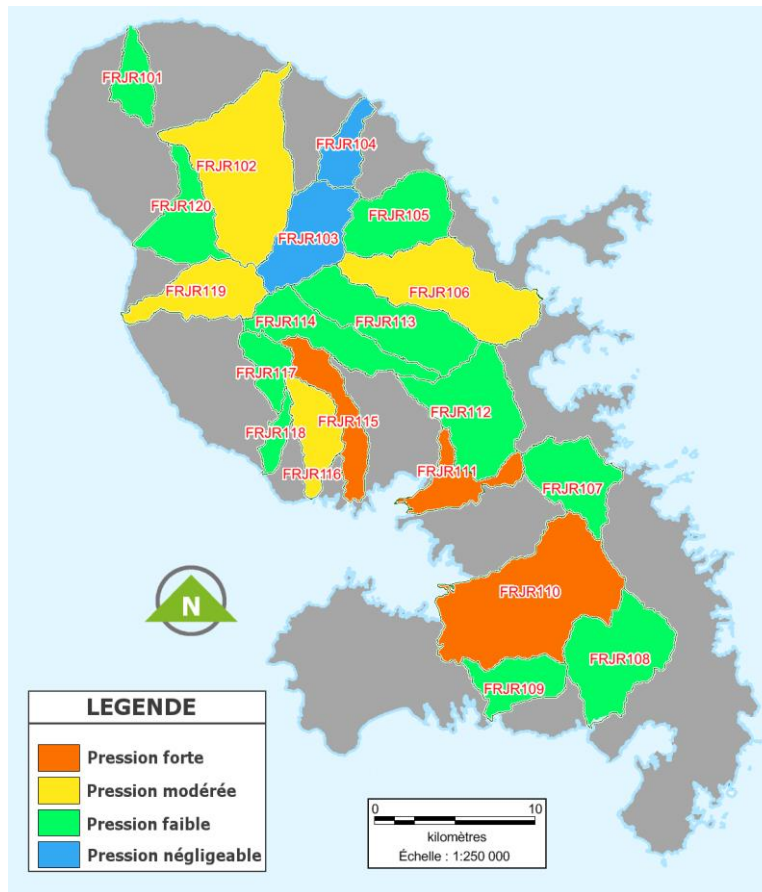 FRJR101
FRJR104
FRJR102
FRJR120
FRJR105
FRJR103
FRJR119
FRJR106
FRJR114
FRJR113
FRJR117
FRJR112
FRJR115
FRJR118
FRJR111
FRJR116
FRJR107
N
FRJR110
FRJR108
FRJR109
LEGENDE
Pression forte
Pression modérée
Pression faible
Pression négligeable
0 10
kilomètres
Échelle : 1:250 000